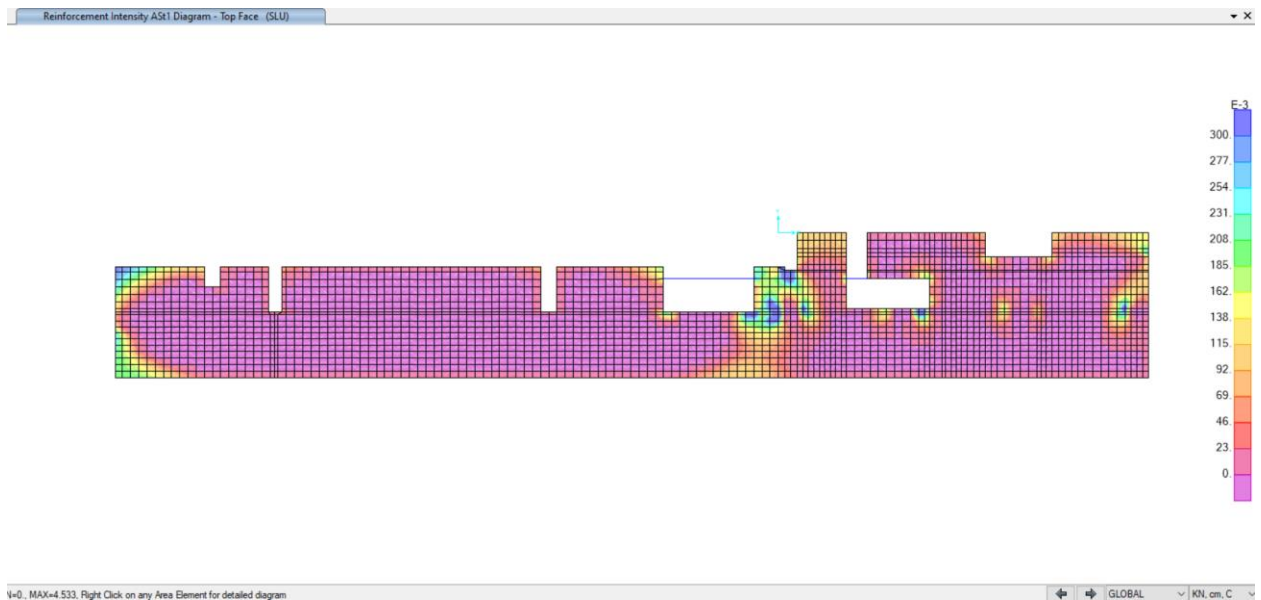 Reinforcement Intensity ASt1 Diagram - Top Face (SLU)
E-3
300.
277.
254.
231.
208.
185.
162.
138.
115.
92.
69.
46.
23.
0.
N=0., MAX=4.533, Right Click on any Area Element for detailed diagram
GLOBAL
KN, cm, C